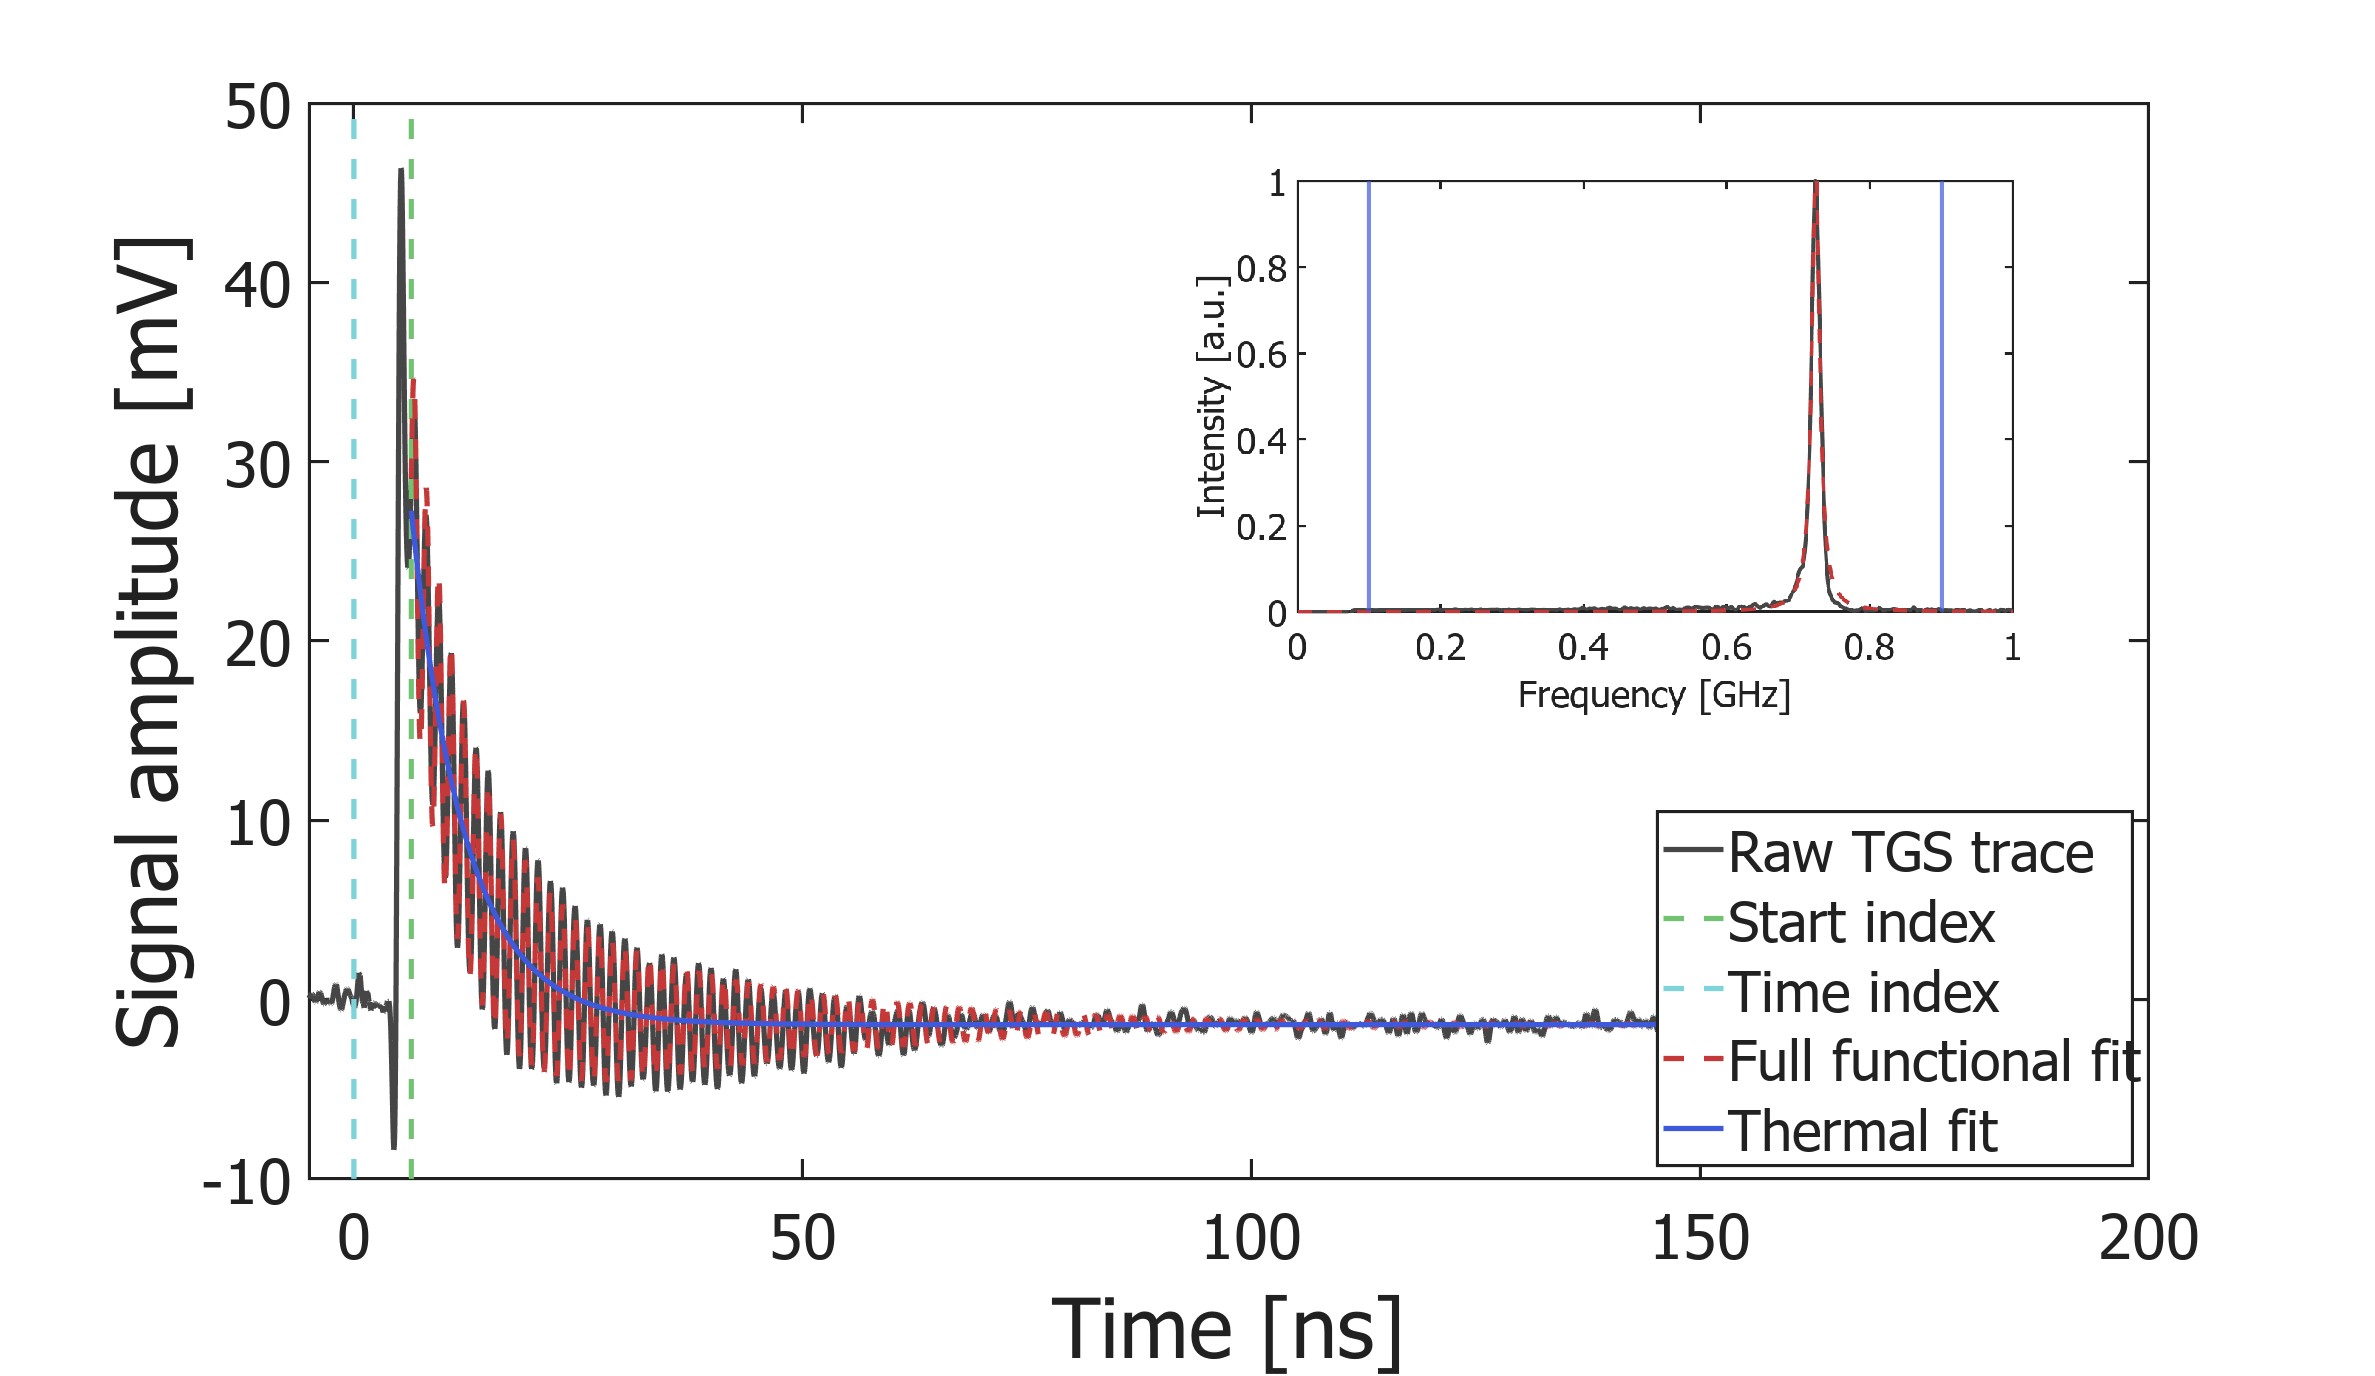 Signal amplitude [mV]
50
40
30
20
10
0
-10
0 50 100 150 200
Time [ns]
Intensity [a.u.]
1
0.8
0.6
0.4
0.2
0
0 0.2 0.4 0.6 0.8 1
Frequency [GHz]
Raw TGS trace
Start index
Time index
Full functional fit
Thermal fit